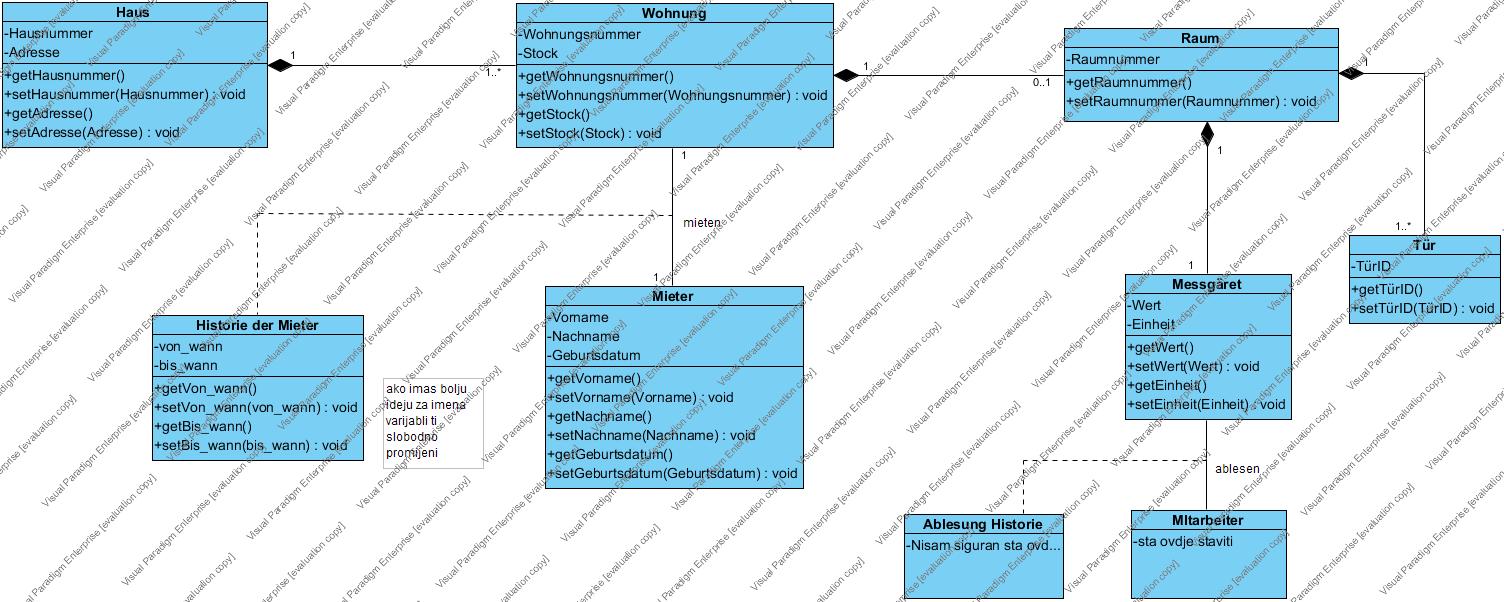 Haus
-Hausnummer
-Adresse
+getHausnummer()
+setHausnummer(Hausnummer) : void
+getAdresse()
+setAdresse(Adresse) : void
1
1..*
Wohnung
-Wohnungsnummer
-Stock
+getWohnungsnummer()
+setWohnungsnummer(Wohnungsnummer) : void
+getStock()
+setStock(Stock) : void
1
0..1
Raum
-Raumnummer
+getRaumnummer()
+setRaumnummer(Raumnummer) : void
1
1..*
Tür
-TürID
+getTürID()
+setTürID(TürID) : void
1
mieten
1
Historie der Mieter
-von_wann
-bis_wann
+getVon_wann()
+setVon_wann(von_wann) : void
+getBis_wann()
+setBis_wann(bis_wann) : void
ako imas bolju
ideju za imena
varijabli ti
slobodno
promijeni
Mieter
-Vorname
-Nachname
-Geburtsdatum
+getVorname()
+setVorname(Vorname) : void
+getNachname()
+setNachname(Nachname) : void
+getGeburtsdatum()
+setGeburtsdatum(Geburtsdatum) : void
1
1
Messgäret
-Wert
-Einheit
+getWert()
+setWert(Wert) : void
+getEinheit()
+setEinheit(Einheit) : void
ablesen
Ablesung Historie
-Nisam siguran sta ovd...
MItarbeiter
-sta ovdje staviti
Visual Paradigm Enterprise [evaluation copy]